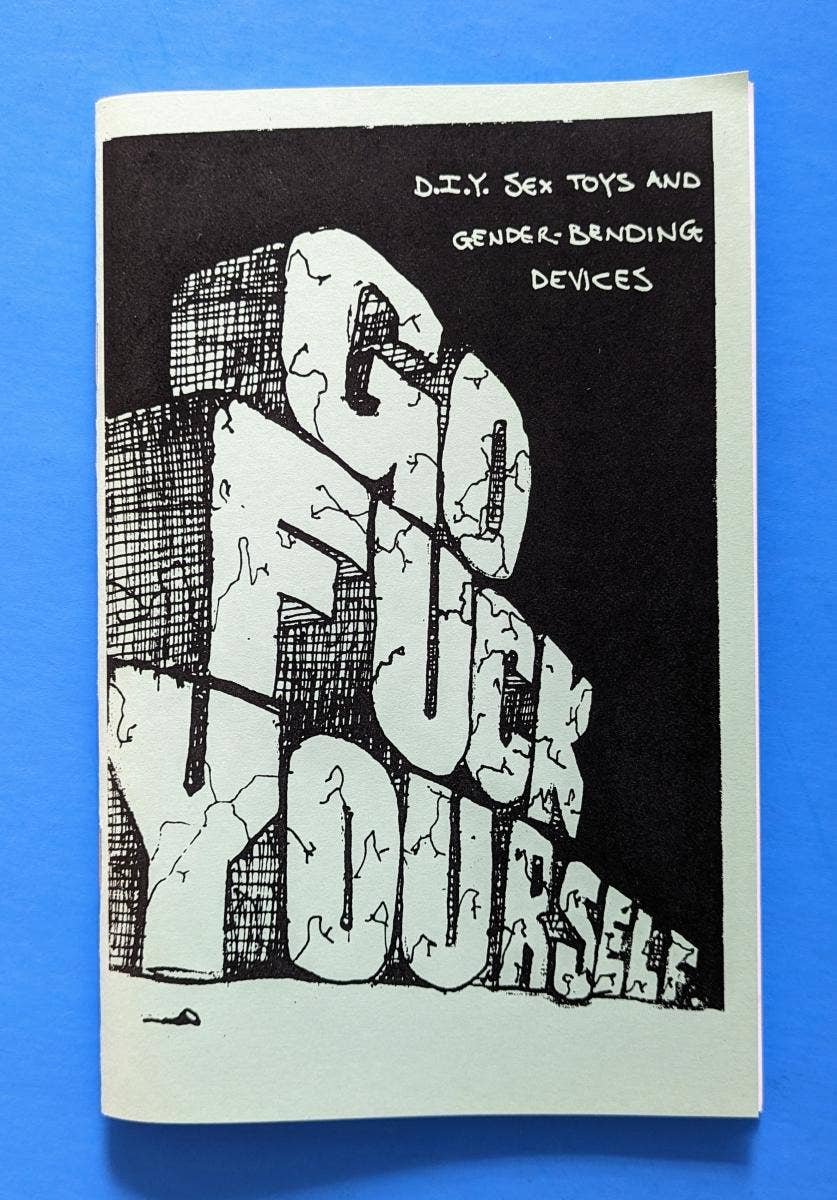 D.I.Y. SEX TOYS AND
GENDER-BENDING
DEVICES
GO
FUCK
YOURSELF